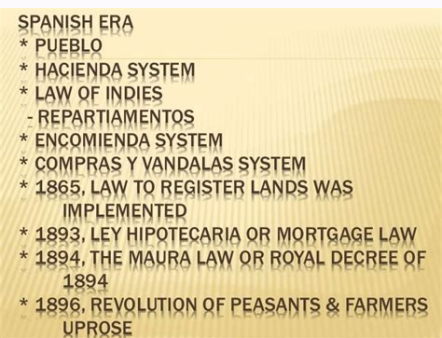 SPANISH ERA
* PUEBLO
* HACIENDA SYSTEM
* LAW OF INDIES
- REPARTIAMENTOS
* ENCOMIENDA SYSTEM
* COMPRAS Y VANDALAS SYSTEM
* 1865, LAW TO REGISTER LANDS WAS
IMPLEMENTED
* 1893, LEY HIPOTECARIA OR MORTGAGE LAW
* 1894, THE MAURA LAW OR ROYAL DECREE OF
1894
* 1896, REVOLUTION OF PEASANTS & FARMERS
UPROSE